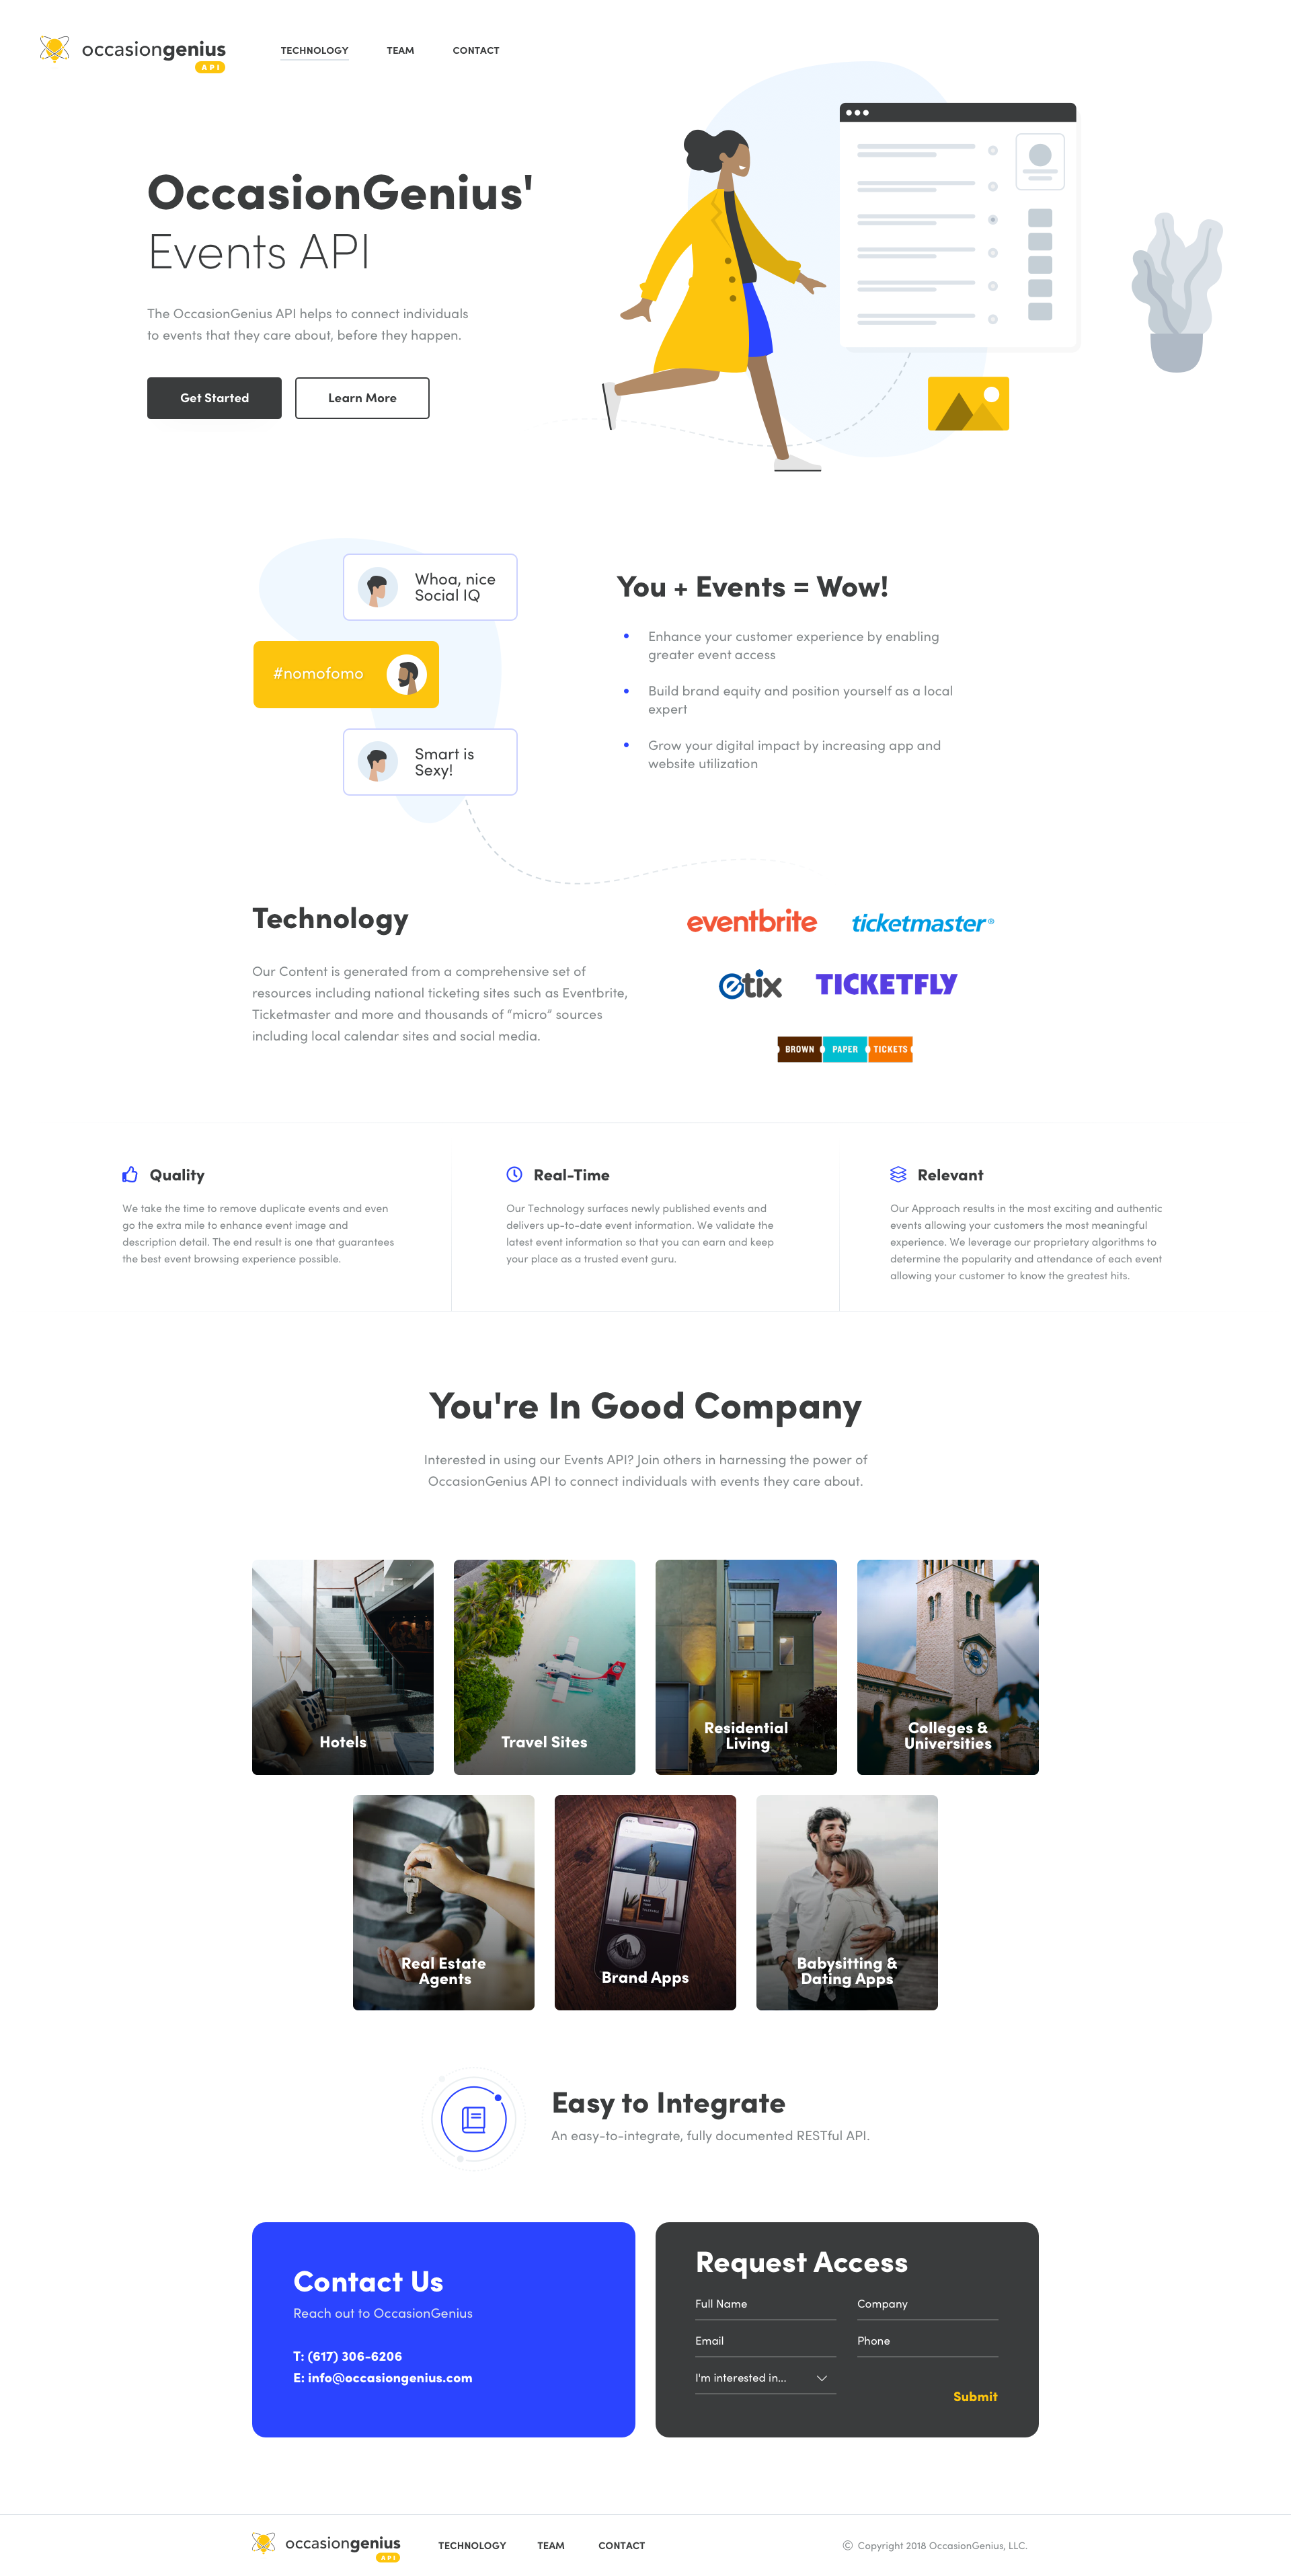 occasiongenius
API
TECHNOLOGY
TEAM
CONTACT
OccasionGenius'
Events API
The OccasionGenius API helps to connect individuals
to events that they care about, before they happen.
Get Started
Learn More
Whoa, nice
Social IQ
#nomofomo
Smart is
Sexy!
You + Events = Wow!
Enhance your customer experience by enabling
greater event access
Build brand equity and position yourself as a local
expert
Grow your digital impact by increasing app and
website utilization
Technology
Our Content is generated from a comprehensive set of
resources including national ticketing sites such as Eventbrite,
Ticketmaster and more and thousands of “micro” sources
including local calendar sites and social media.
eventbrite
ticketmaster®
etix
TICKETFLY
BROWN PAPER TICKETS
Quality
We take the time to remove duplicate events and even
go the extra mile to enhance event image and
description detail. The end result is one that guarantees
the best event browsing experience possible.
Real-Time
Our Technology surfaces newly published events and
delivers up-to-date event information. We validate the
latest event information so that you can earn and keep
your place as a trusted event guru.
Relevant
Our Approach results in the most exciting and authentic
events allowing your customers the most meaningful
experience. We leverage our proprietary algorithms to
determine the popularity and attendance of each event
allowing your customer to know the greatest hits.
You're In Good Company
Interested in using our Events API? Join others in harnessing the power of
OccasionGenius API to connect individuals with events they care about.
Hotels
Travel Sites
Residential
Living
Colleges &
Universities
Real Estate
Agents
Brand Apps
Babysitting &
Dating Apps
Easy to Integrate
An easy-to-integrate, fully documented RESTful API.
Contact Us
Reach out to OccasionGenius
T: (617) 306-6206
E: info@occasiongenius.com
Request Access
Full Name
Company
Email
Phone
I'm interested in...
Submit
occasiongenius
API
TECHNOLOGY
TEAM
CONTACT
© Copyright 2018 OccasionGenius, LLC.